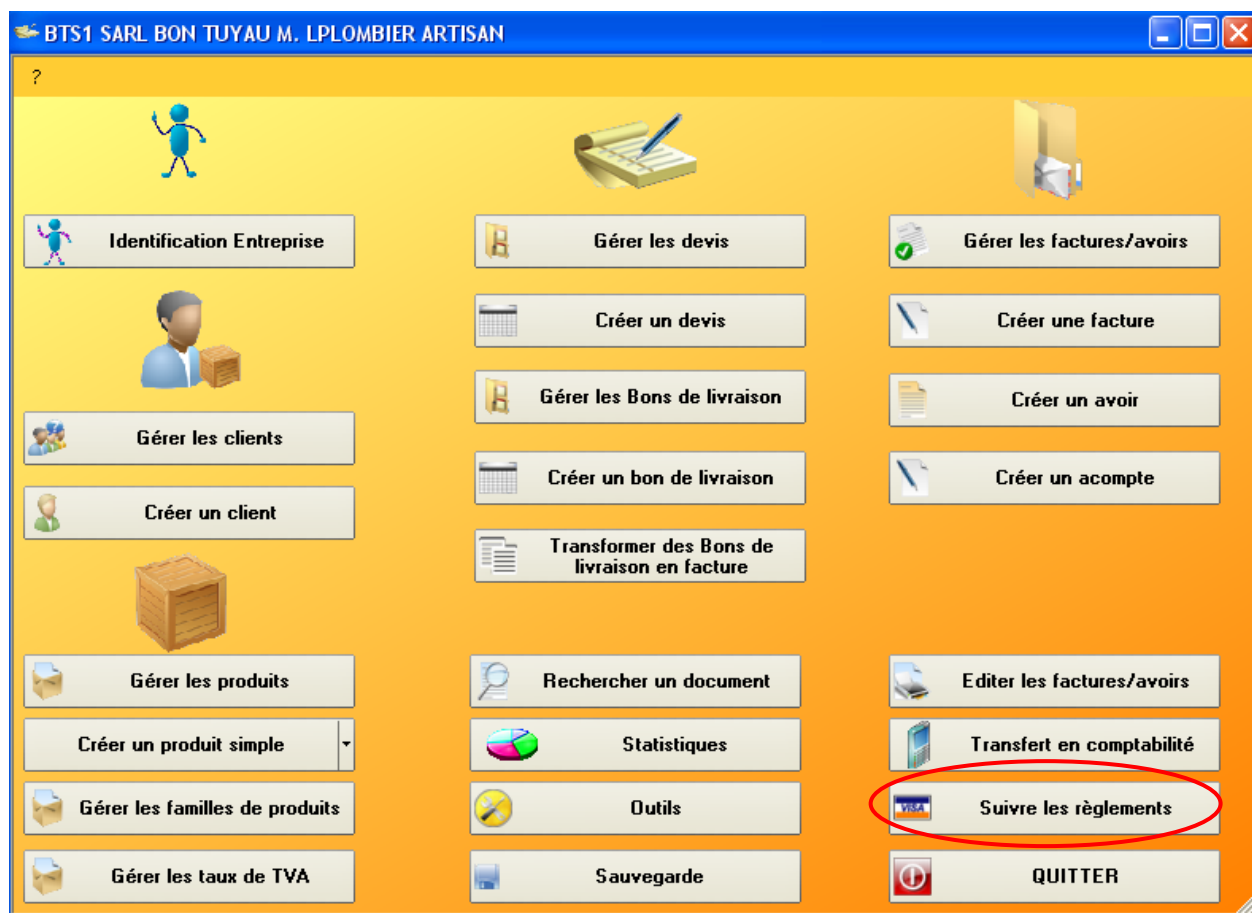 BTS1 SARL BON TUYAU M. LPLOMBIER ARTISAN
?
Identification Entreprise
Gérer les clients
Créer un client
Gérer les produits
Créer un produit simple
Gérer les familles de produits
Gérer les taux de TVA
Gérer les devis
Créer un devis
Gérer les Bons de livraison
Créer un bon de livraison
Transformer des Bons de
livraison en facture
Rechercher un document
Statistiques
Outils
Sauvegarde
Gérer les factures/avoirs
Créer une facture
Créer un avoir
Créer un acompte
Editer les factures/avoirs
Transfert en comptabilité
VISA
Suivre les règlements
QUITTER